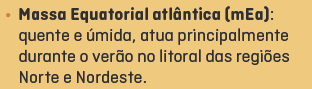 • Massa Equatorial atlântica (mEa):
quente e úmida, atua principalmente
durante o verão no litoral das regiões
Norte e Nordeste.